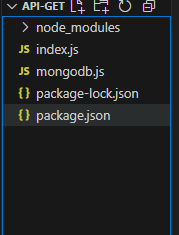 API-GET
node_modules
JS index.js
JS mongodb.js
{} package-lock.json
{} package.json